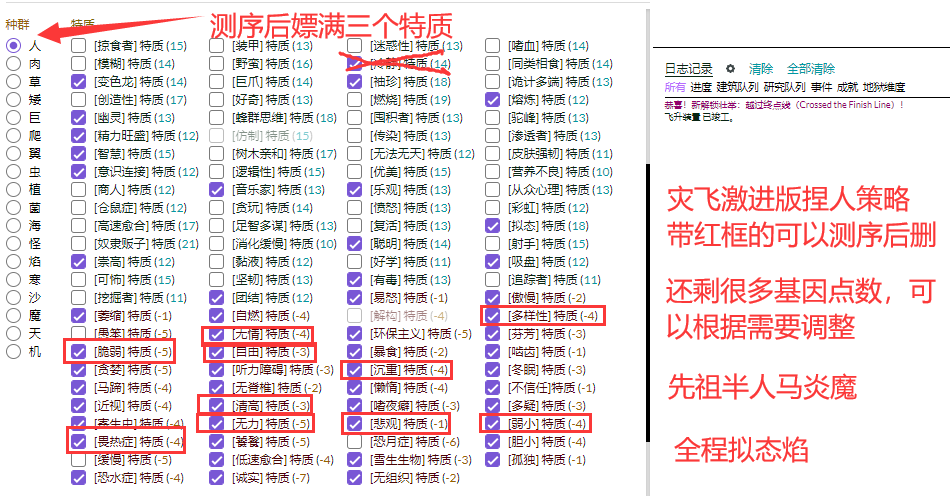 种群 特质 测序后嫖满三个特质
人 [掠食者] 特质 (15) [装甲] 特质 (13) [迷惑性] 特质 (13) [嗜血] 特质 (14)
肉 [模糊] 特质 (14) [野蛮] 特质 (16) [冷静] 特质 (14) [同类相食] 特质 (14)
草 [变色龙] 特质 (14) [巨爪] 特质 (14) [袖珍] 特质 (18) [诡计多端] 特质 (13)
矮 [创造性] 特质 (17) [好奇] 特质 (13) [燃烧] 特质 (19) [熔炼] 特质 (12)
巨 [幽灵] 特质 (13) [蜂群思维] 特质 (18) [囤积者] 特质 (13) [驼峰] 特质 (13)
爬 [精力旺盛] 特质 (12) [仿制] 特质 (15) [传染] 特质 (13) [渗透者] 特质 (13)
翼 [智慧] 特质 (15) [树木亲和] 特质 (17) [无法无天] 特质 (12) [皮肤强韧] 特质 (11)
虫 [意识连接] 特质 (12) [逻辑性] 特质 (15) [优美] 特质 (15) [营养不良] 特质 (10)
植 [商人] 特质 (12) [音乐家] 特质 (13) [乐观] 特质 (13) [从众心理] 特质 (13)
菌 [仓鼠症] 特质 (12) [贪玩] 特质 (14) [愤怒] 特质 (13) [彩虹] 特质 (12)
海 [高速愈合] 特质 (17) [足智多谋] 特质 (13) [复活] 特质 (13) [拟态] 特质 (18)
怪 [奴隶贩子] 特质 (21) [消化缓慢] 特质 (10) [聪明] 特质 (14) [射手] 特质 (15)
焰 [崇高] 特质 (12) [黏液] 特质 (12) [好学] 特质 (11) [吸盘] 特质 (12)
寒 [可怖] 特质 (15) [坚韧] 特质 (13) [有毒] 特质 (13) [追踪者] 特质 (11)
沙 [挖掘者] 特质 (11) [团结] 特质 (12) [易怒] 特质 (-1) [傲慢] 特质 (-2)
魔 [萎缩] 特质 (-1) [自燃] 特质 (-4) [解构] 特质 (-4) [多样性] 特质 (-4)
天 [愚笨] 特质 (-5) [无情] 特质 (-4) [环保主义] 特质 (-5) [芬芳] 特质 (-3)
机 [脆弱] 特质 (-5) [自由] 特质 (-3) [暴食] 特质 (-2) [啮齿] 特质 (-1)
[贪婪] 特质 (-5) [听力障碍] 特质 (-3) [沉重] 特质 (-4) [冬眠] 特质 (-3)
[马蹄] 特质 (-4) [无脊椎] 特质 (-2) [懒惰] 特质 (-4) [不信任] 特质 (-1)
[近视] 特质 (-4) [清高] 特质 (-3) [嗜夜癖] 特质 (-3) [多疑] 特质 (-3)
[寄生虫] 特质 (-4) [无力] 特质 (-5) [悲观] 特质 (-1) [弱小] 特质 (-4)
[畏热症] 特质 (-4) [饕餮] 特质 (-5) [恐月症] 特质 (-6) [胆小] 特质 (-4)
[缓慢] 特质 (-5) [低速愈合] 特质 (-4) [雪生生物] 特质 (-3) [孤独] 特质 (-1)
[恐水症] 特质 (-4) [诚实] 特质 (-7) [无组织] 特质 (-2)
日志记录 清除 全部清除
所有 进度 建筑队列 研究队列 事件 成就 地狱维度
恭喜！新解锁壮举：越过终点线（Crossed the Finish Line）！
飞升装置 已竣工。
灾飞激进版捏人策略
带红框的可以测序后删
还剩很多基因点数，可
以根据需要调整
先祖半人马炎魔
全程拟态焰